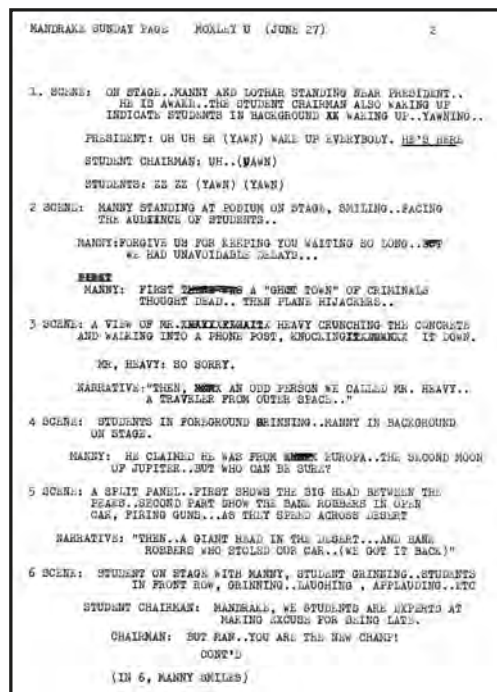 MANDRAKE SUNDAY PAGE MOXLEY U (JUNE 27) 2
1. SCENE: ON STAGE..MANNY AND LOTHAR STANDING NEAR PRESIDENT..
HE IS AWAKE..THE STUDENT CHAIRMAN ALSO WAKING UP
INDICATE STUDENTS IN BACKGROUND XX WAKING UP..YAWNING..
PRESIDENT: OH UH ER (YAWN) WAKE UP EVERYBODY. HE'S HERE
STUDENT CHAIRMAN: UH..(YAWN)
STUDENTS: ZZ ZZ (YAWN) (YAWN)
2 SCENE: MANNY STANDING AT PODIUM ON STAGE, SMILING..FACING
THE AUDIENCE OF STUDENTS..
MANNY:FORGIVE US FOR KEEPING YOU WAITING SO LONG..
WE HAD UNAVOIDABLE DELAYS...
MANNY: FIRST A "GHOST TOWN" OF CRIMINALS
THOUGHT DEAD.. THEN PLANE HIJACKERS..
3 SCENE: A VIEW OF MR. HEAVY CRUNCHING THE CONCRETE
AND WALKING INTO A PHONE POST, KNOCKING IT DOWN.
MR, HEAVY: SO SORRY.
NARRATIVE:"THEN, AN ODD PERSON WE CALLED MR. HEAVY..
A TRAVELER FROM OUTER SPACE.."
4 SCENE: STUDENTS IN FOREGROUND GRINNING..MANNY IN BACKGROUND
ON STAGE.
MANNY: HE CLAIMED HE WAS FROM EUROPA..THE SECOND MOON
OF JUPITER..BUT WHO CAN BE SURE?
5 SCENE: A SPLIT PANEL..FIRST SHOWS THE BIG HEAD BETWEEN THE
PEAKS..SECOND PART SHOW THE BANK ROBBERS IN OPEN
CAR, FIRING GUNS...AS THEY SPEED ACROSS DESERT
NARRATIVE: "THEN..A GIANT HEAD IN THE DESERT...AND BANK
ROBBERS WHO STOLED OUR CAR..(WE GOT IT BACK)"
6 SCENE: STUDENT ON STAGE WITH MANNY, STUDENT GRINNING..STUDENTS
IN FRONT ROW, GRINNING..LAUGHING , APPLAUDING..ETC
STUDENT CHAIRMAN: MANDRAKE, WE STUDENTS ARE EXPERTS AT
MAKING EXCUSE FOR BEING LATE.
CHAIRMAN: BUT MAN..YOU ARE THE NEW CHAMP!
CONT'D
(IN 6, MANNY SMILES)